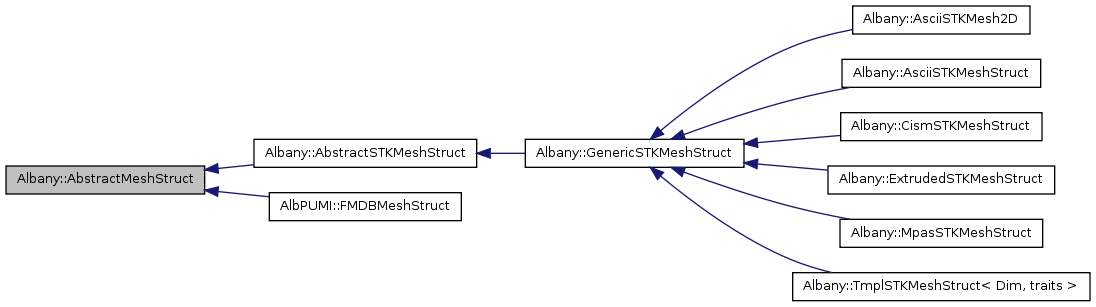 Albany::AsciiSTKMesh2D
Albany::AsciiSTKMeshStruct
Albany::CismSTKMeshStruct
Albany::AbstractSTKMeshStruct
Albany::GenericSTKMeshStruct
Albany::AbstractMeshStruct
Albany::ExtrudedSTKMeshStruct
AlbPUMI::FMDBMeshStruct
Albany::MpasSTKMeshStruct
Albany::TmplSTKMeshStruct< Dim, traits >